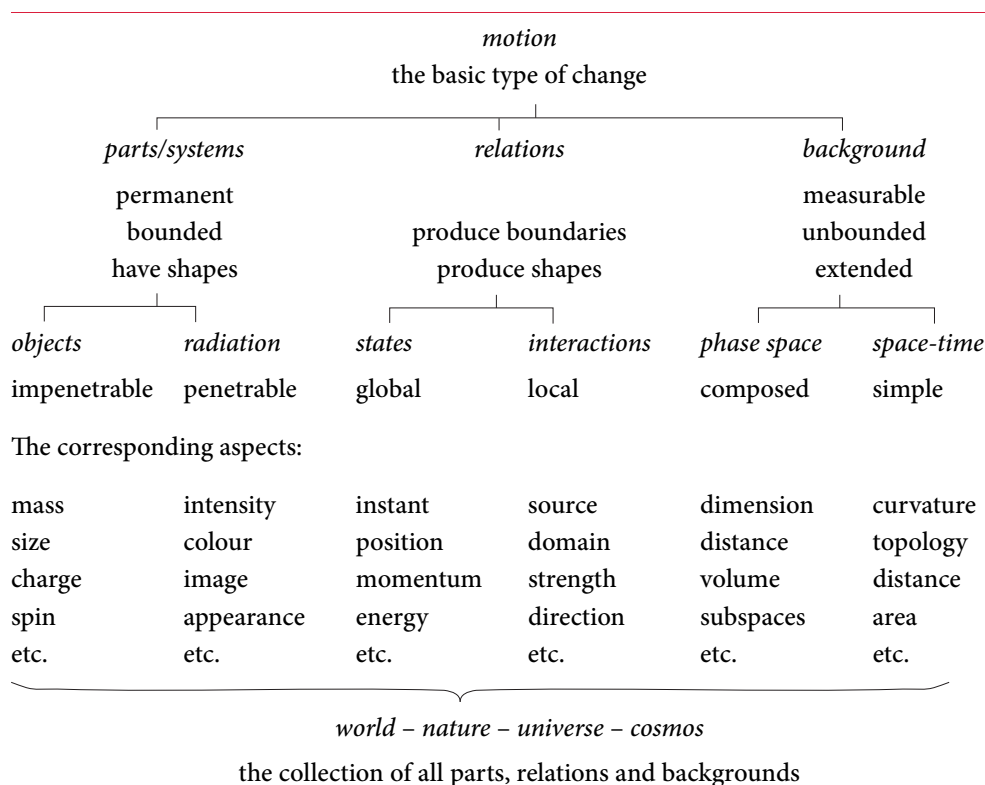 motion
the basic type of change
parts/systems relations background
permanent measurable
bounded produce boundaries unbounded
have shapes produce shapes extended
objects radiation states interactions phase space space-time
impenetrable penetrable global local composed simple
The corresponding aspects:
mass intensity instant source dimension curvature
size colour position domain distance topology
charge image momentum strength volume distance
spin appearance energy direction subspaces area
etc. etc. etc. etc. etc. etc.
world – nature – universe – cosmos
the collection of all parts, relations and backgrounds